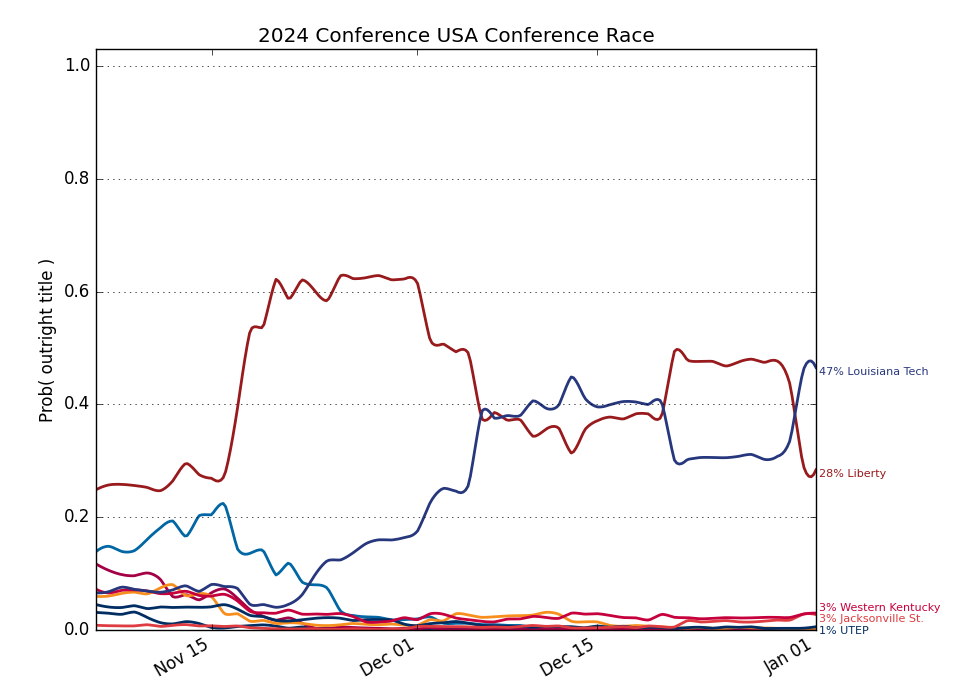 2024 Conference USA Conference Race
Prob( outright title )
1.0
0.8
0.6
0.4
0.2
0.0
Nov 15
Dec 01
Dec 15
Jan 01
47% Louisiana Tech
28% Liberty
3% Western Kentucky
3% Jacksonville St.
1% UTEP